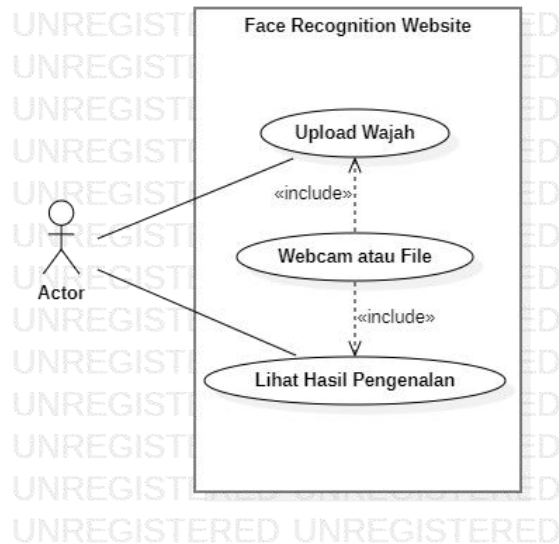 Face Recognition Website
Upload Wajah
«include»
Webcam atau File
Actor
«include»
Lihat Hasil Pengenalan
UNREGISTERED UNREGISTERED